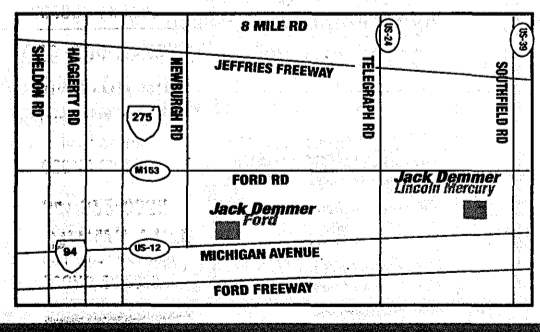 8 MILE RD
US-24
US-39
SHELDON RD
HAGGERTY RD
NEWBURGH RD
JEFFRIES FREEWAY
TELEGRAPH RD
SOUTHFIELD RD
275
M153
FORD RD
Jack Demmer
Lincoln Mercury
Jack Demmer
Ford
94
US-12
MICHIGAN AVENUE
FORD FREEWAY